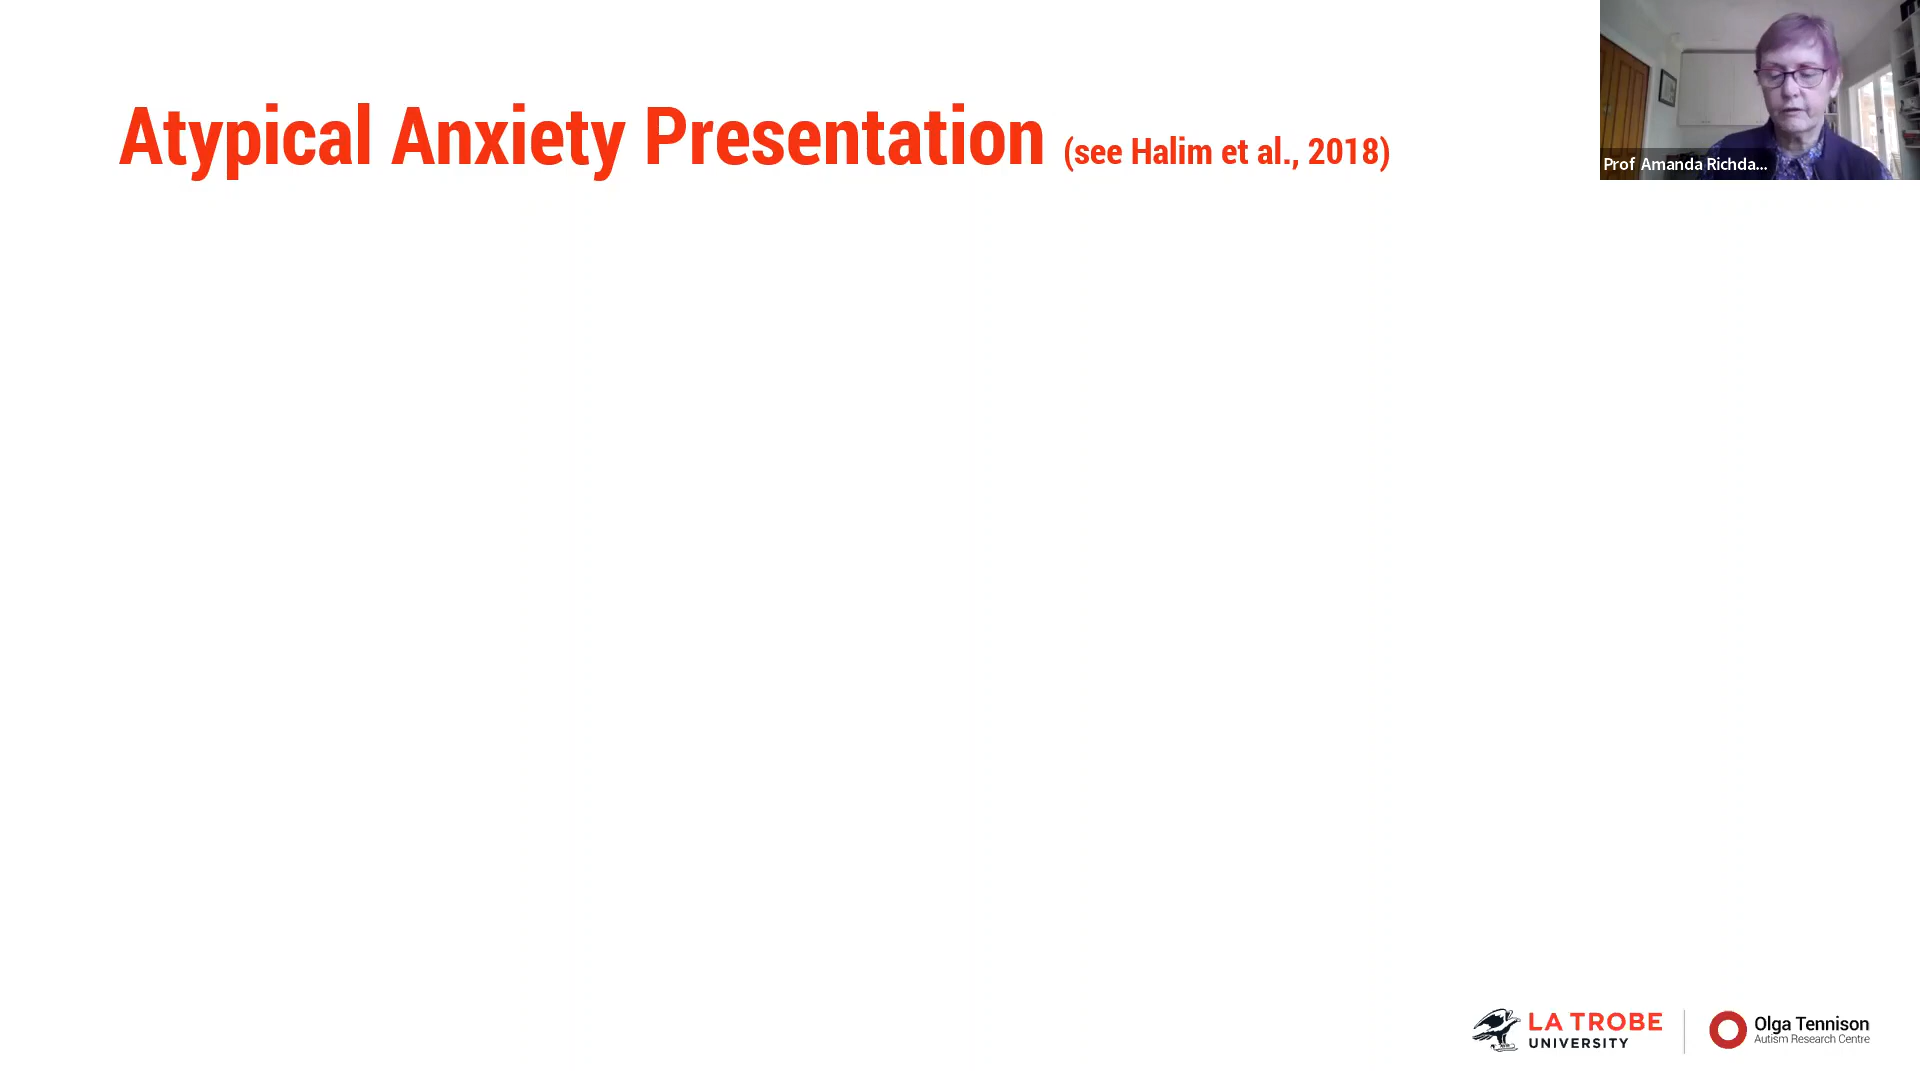 Atypical Anxiety Presentation (see Halim et al., 2018)
Prof Amanda Richda...
LA TROBE
UNIVERSITY
Olga Tennison
Autism Research Centre